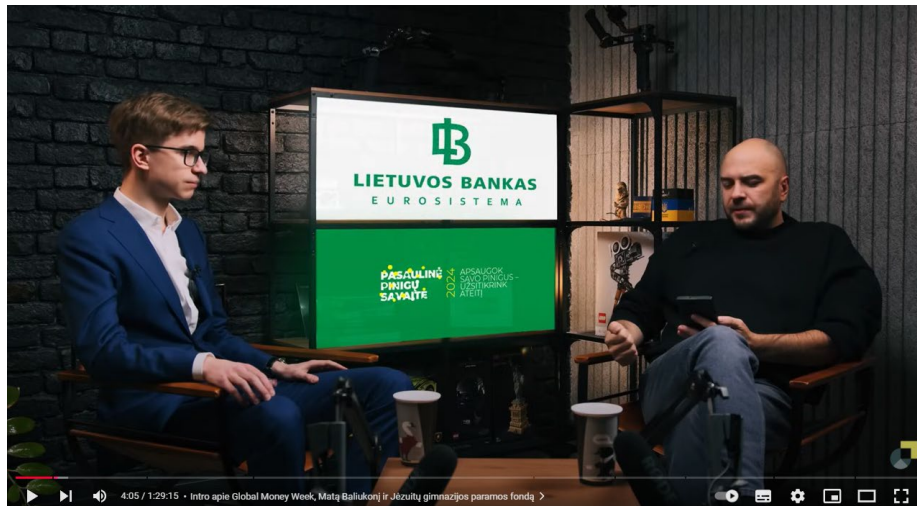 LIETUVOS BANKAS
EUROSISTEMA
PASAULINĖ
PINIGŲ
SAVAITĖ
2024
APSAUGOK
SAVO PINIGUS –
UŽSITIKRINK
ATEITĮ
4:05 / 1:29:15 • Intro apie Global Money Week, Matą Baliukonį ir Jėzuitų gimnazijos paramos fondą